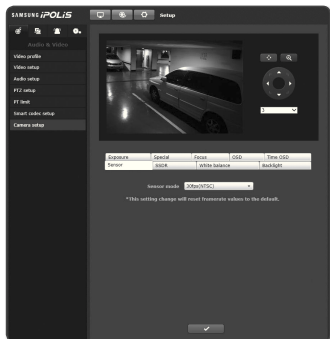 SAMSUNG iPOLiS
Setup
Audio & Video
Video profile
Video setup
Audio setup
PTZ setup
PT limit
Smart codec setup
Camera setup
1
Exposure Special Focus OSD Time OSD
Sensor SSDR White balance Backlight
Sensor mode 30fps(NTSC)
*This setting change will reset framerate values to the default.